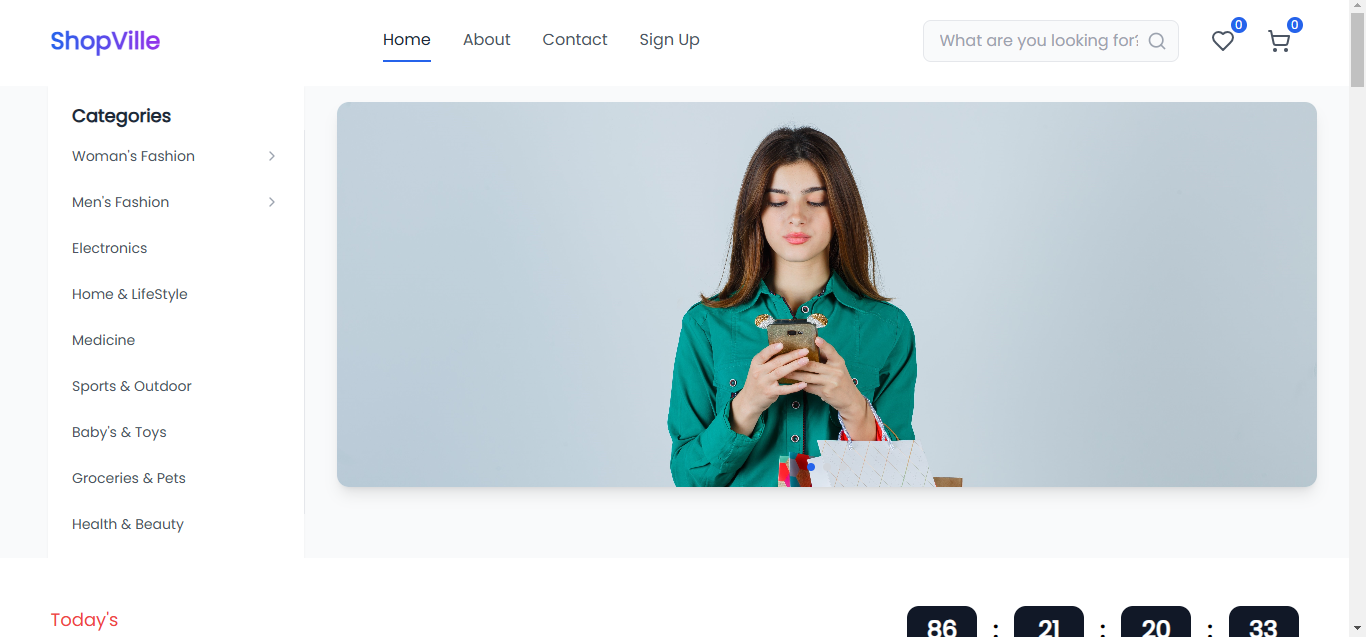 ShopVille
Home About Contact Sign Up
What are you looking for?
0
0
Categories
Woman's Fashion
Men's Fashion
Electronics
Home & LifeStyle
Medicine
Sports & Outdoor
Baby's & Toys
Groceries & Pets
Health & Beauty
Today's
86 : 21 : 20 : 33